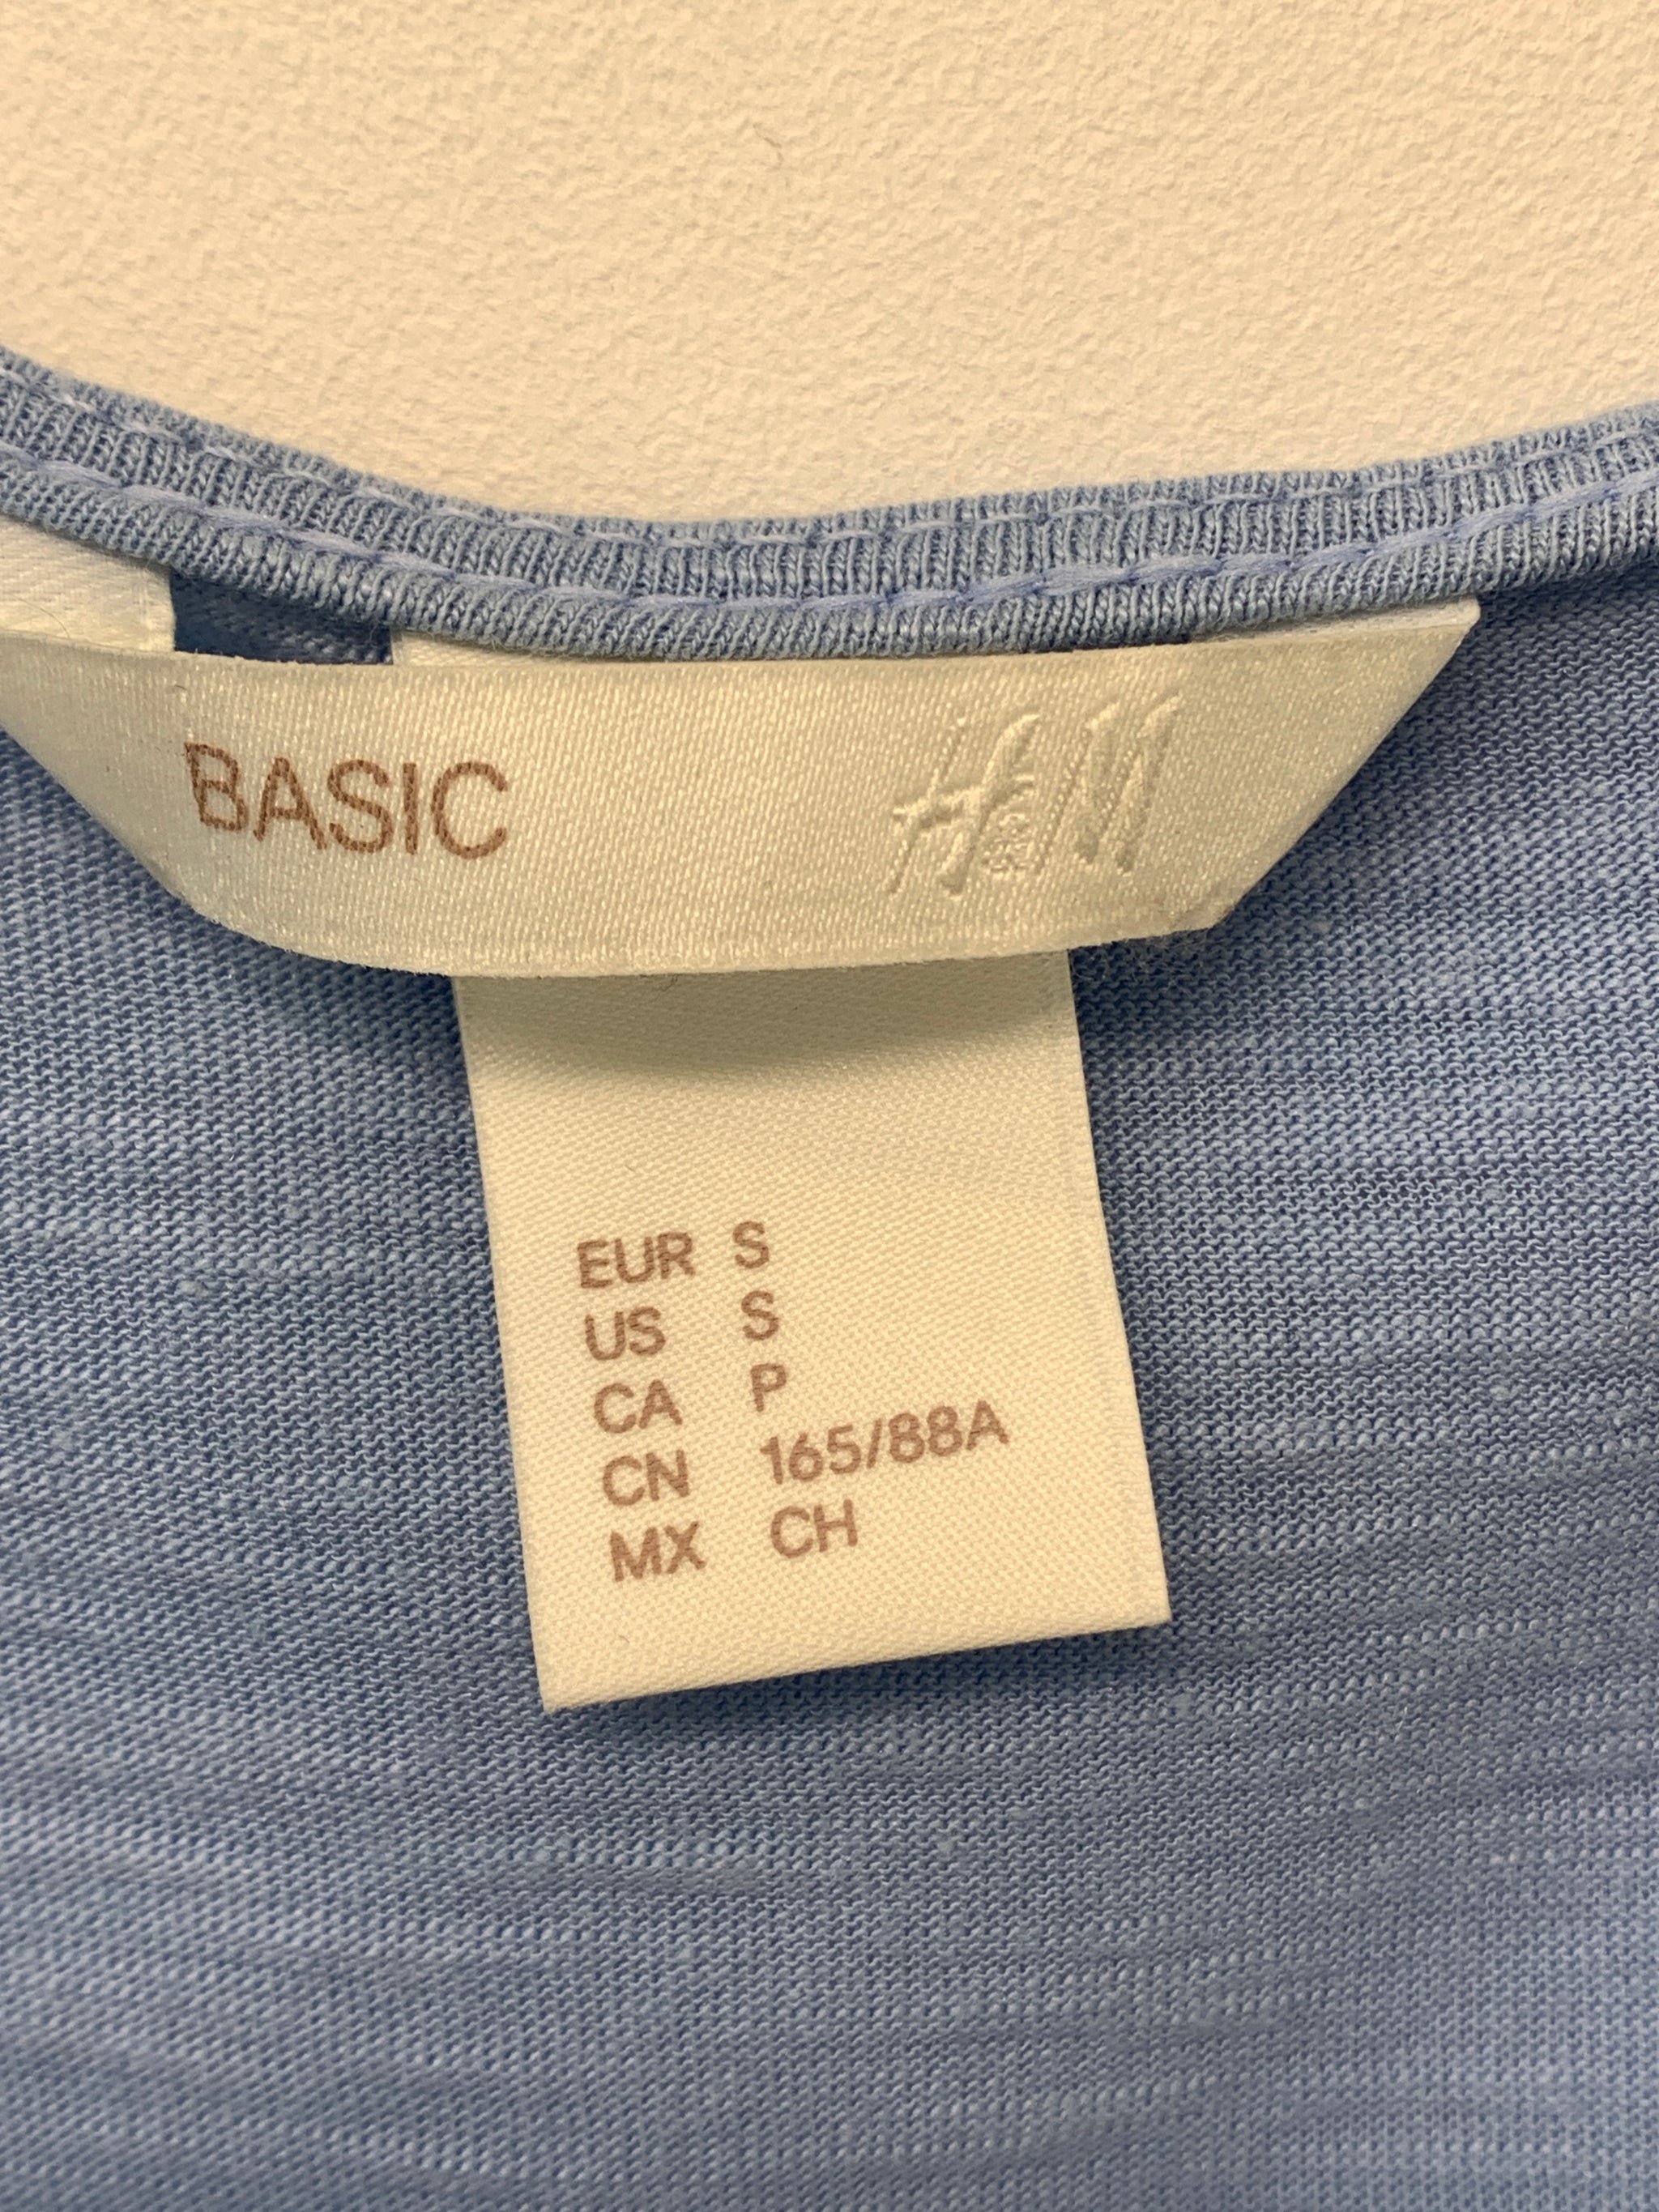 BASIC H&M
EUR S
US S
CA P
CN 165/88A
MX CH